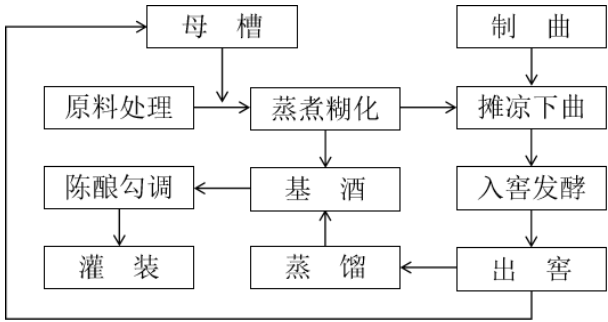 母 槽
制 曲
原料处理
蒸煮糊化
摊凉下曲
陈酿勾调
基 酒
入窖发酵
灌 装
蒸 馏
出 窖